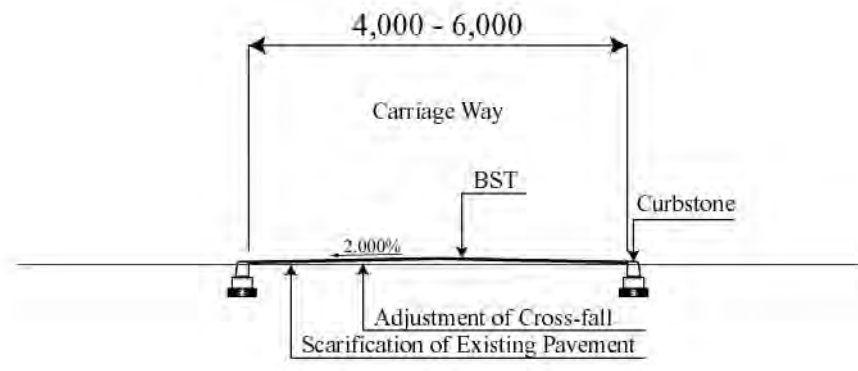 4,000 - 6,000
Carriage Way
BST
Curbstone
2.000%
Adjustment of Cross-fall
Scarification of Existing Pavement